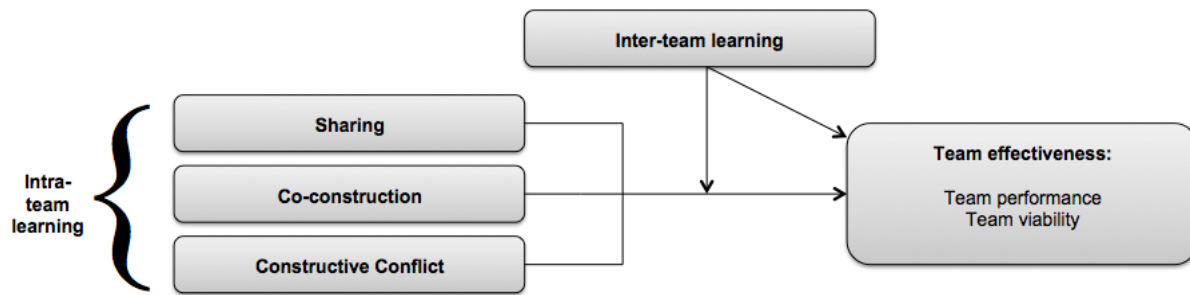 Inter-team learning
Sharing
Co-construction
Constructive Conflict
Intra-
team
learning
Team effectiveness:
Team performance
Team viability